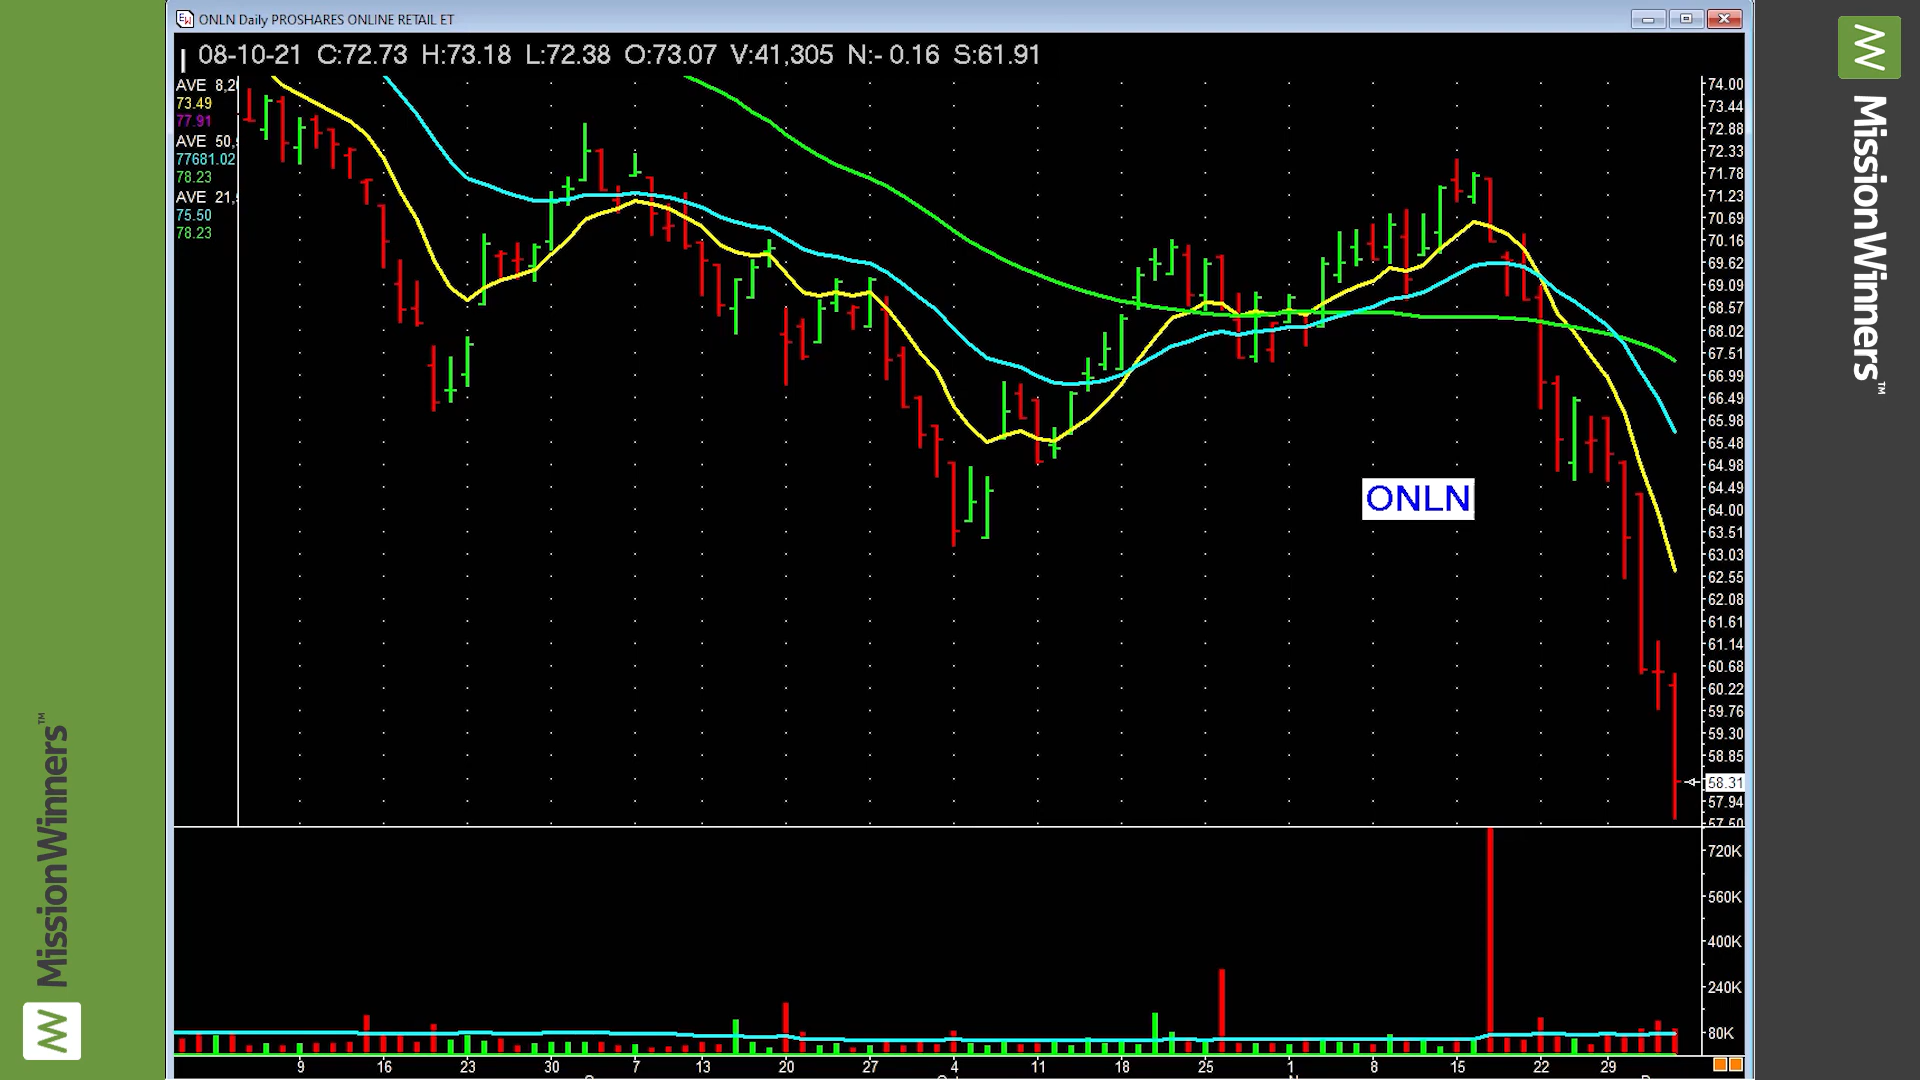 ONLN Daily PROSHARES ONLINE RETAIL ET
08-10-21 C:72.73 H:73.18 L:72.38 O:73.07 V:41,305 N:- 0.16 S:61.91
AVE 8,2
73.49
77.91
AVE 50,
77681.02
78.23
AVE 21,
75.50
78.23
ONLN
74.00
73.44
72.88
72.33
71.78
71.23
70.69
70.16
69.62
69.09
68.57
68.02
67.51
66.99
66.49
65.98
65.48
64.98
64.49
64.00
63.51
63.03
62.55
62.08
61.61
61.14
60.68
60.22
59.76
59.30
58.85
58.31
57.94
57.50
720K
560K
400K
240K
80K
9 16 23 30 7 13 20 27 4 11 18 25 1 8 15 22 29
MissionWinners™
MissionWinners™